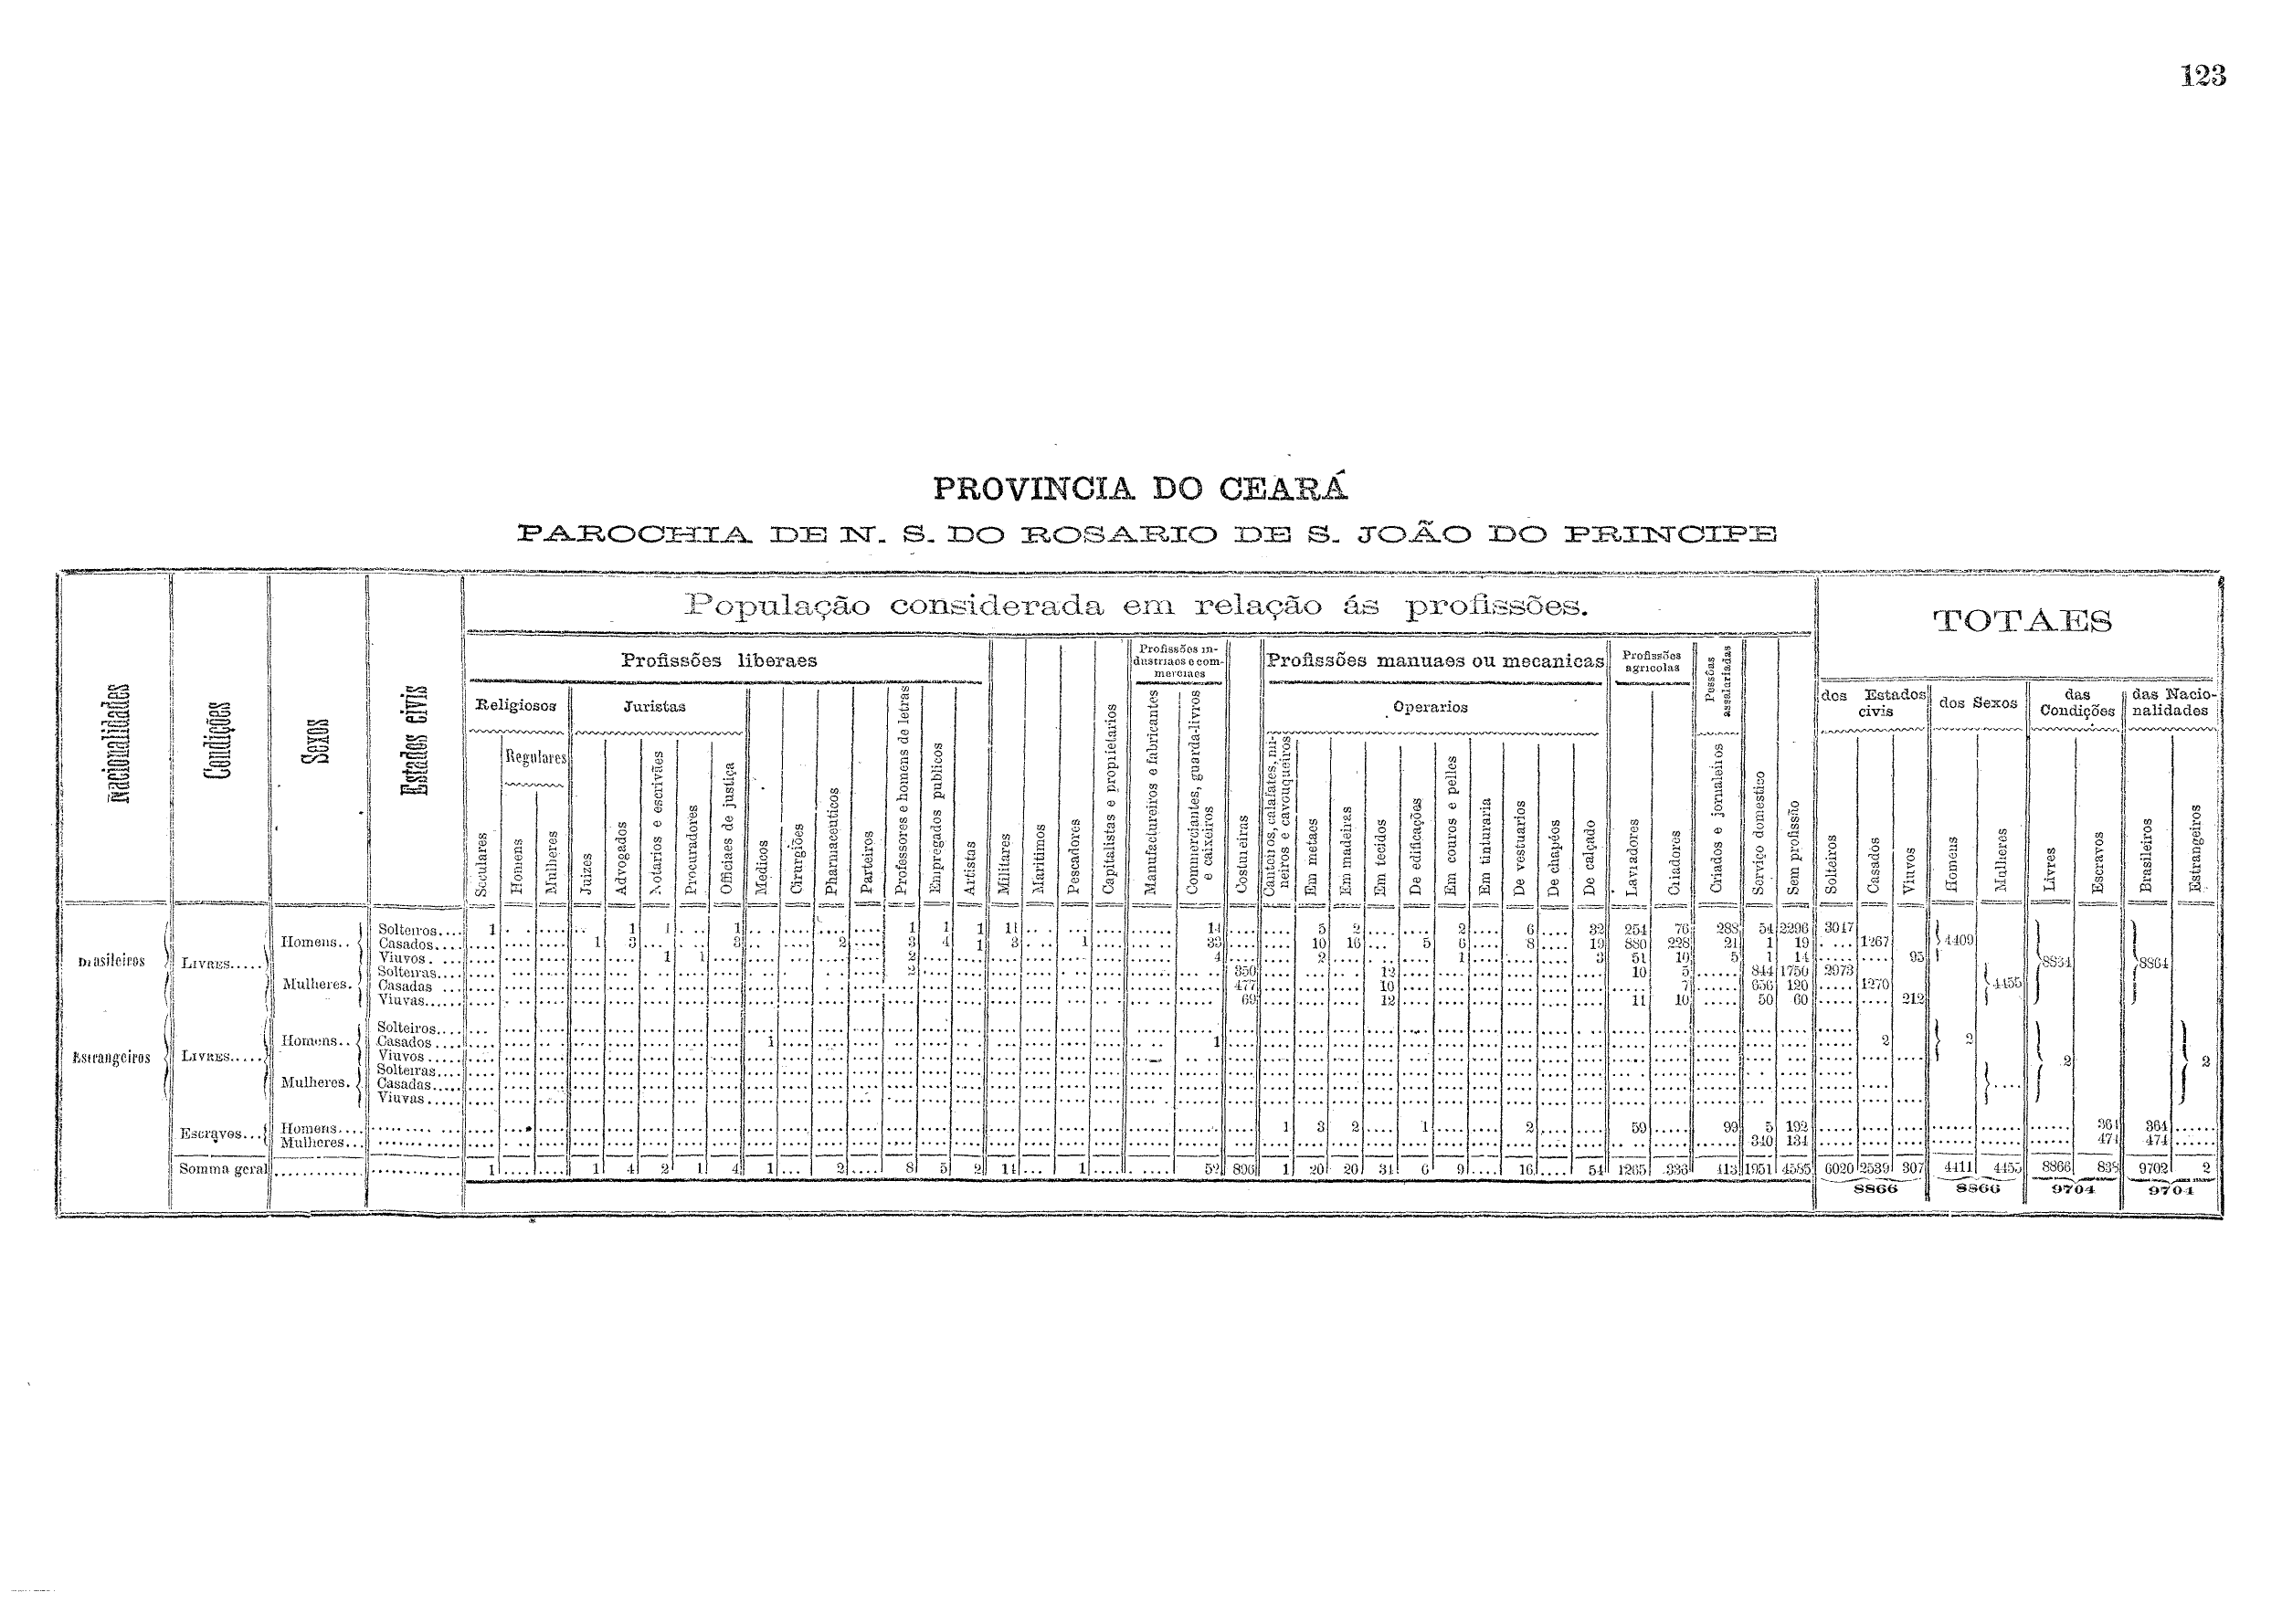 123
PROVINCIA DO CEARÁ
PAROCHIA DE N. S. DO ROSARIO DE S. JOÃO DO PRINCIPE
Nacionalidades
Condições
Sexos
Estados civis
População considerada em relação ás profissões.
TOTAES
Profissões liberaes
Profissões industriaes e commerciaes
Profissões manuaes ou mecanicas
Profissões agricolas
Pessôas assalariadas
dos Estados civis
dos Sexos
das Condições
das Nacionalidades
Religiosos
Juristas
Operarios
Regulares
Seculares
Homens
Mulheres
Juizes
Advogados
Notarios e escrivães
Procuradores
Officiaes de justiça
Medicos
Cirurgiões
Pharmaceuticos
Parteiros
Professores e homens de letras
Empregados publicos
Artistas
Militares
Maritimos
Pescadores
Capitalistas e proprietarios
Manufactureiros e fabricantes
Commerciantes, guarda-livros e caixeiros
Costureiras
Canteiros, calafates, mineiros e cavouqueiros
Em metaes
Em madeiras
Em tecidos
De edificações
Em couros e pelles
Em tinturaria
De vestuarios
De chapéos
De calçado
Lavradores
Criadores
Criados e jornaleiros
Serviço domestico
Sem profissão
Solteiros
Casados
Viuvos
Homens
Mulheres
Livres
Escravos
Brasileiros
Estrangeiros
Brasileiros LIVRES..... Homens.. Solteiros.... 1 1 1 1 1 1 1 11 14 5 2 2 6 32 254 76 288 54 2296 3047
Casados.... 1 3 3 2 3 4 1 3 1 33 10 16 5 6 8 19 880 228 21 1 19 1267 4409
Viuvos. ... 1 1 2 4 2 1 3 51 10 5 1 14 95
Mulheres. Solteiras.... 2 350 12 10 5 844 1750 2973 8864 8864
Casadas ... 477 10 7 656 120 1270 4455
Viuvas...... 69 12 11 10 50 60 212
Estrangeiros LIVRES..... Homens.. Solteiros....
Casados .... 1 1 2 2
Viuvos ..... 2 2
Mulheres. Solteiras....
Casadas.....
Viuvas .....
Escravos... Homens.... 1 3 2 1 2 59 99 5 192 364 364
Mulheres... 340 134 474 474
Somma geral 1 1 4 2 1 4 1 2 8 5 2 14 1 52 896 1 20 20 34 6 9 16 54 1265 336 413 1951 4585 6020 2539 307 4411 4455 8866 838 9702 2
8866 8866 9704 9704